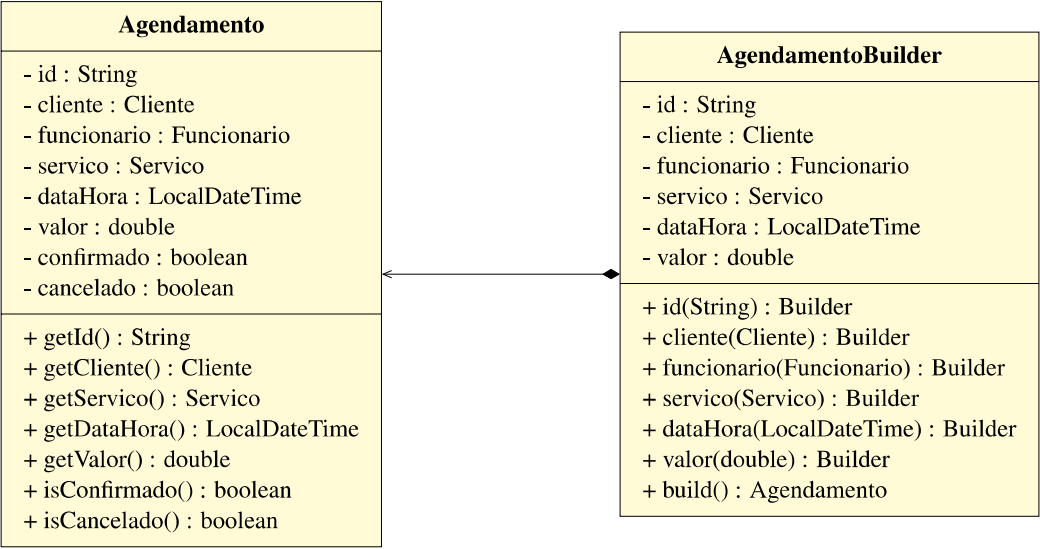 Agendamento
- id : String
- cliente : Cliente
- funcionario : Funcionario
- servico : Servico
- dataHora : LocalDateTime
- valor : double
- confirmado : boolean
- cancelado : boolean
+ getId() : String
+ getCliente() : Cliente
+ getServico() : Servico
+ getDataHora() : LocalDateTime
+ getValor() : double
+ isConfirmado() : boolean
+ isCancelado() : boolean
AgendamentoBuilder
- id : String
- cliente : Cliente
- funcionario : Funcionario
- servico : Servico
- dataHora : LocalDateTime
- valor : double
+ id(String) : Builder
+ cliente(Cliente) : Builder
+ funcionario(Funcionario) : Builder
+ servico(Servico) : Builder
+ dataHora(LocalDateTime) : Builder
+ valor(double) : Builder
+ build() : Agendamento